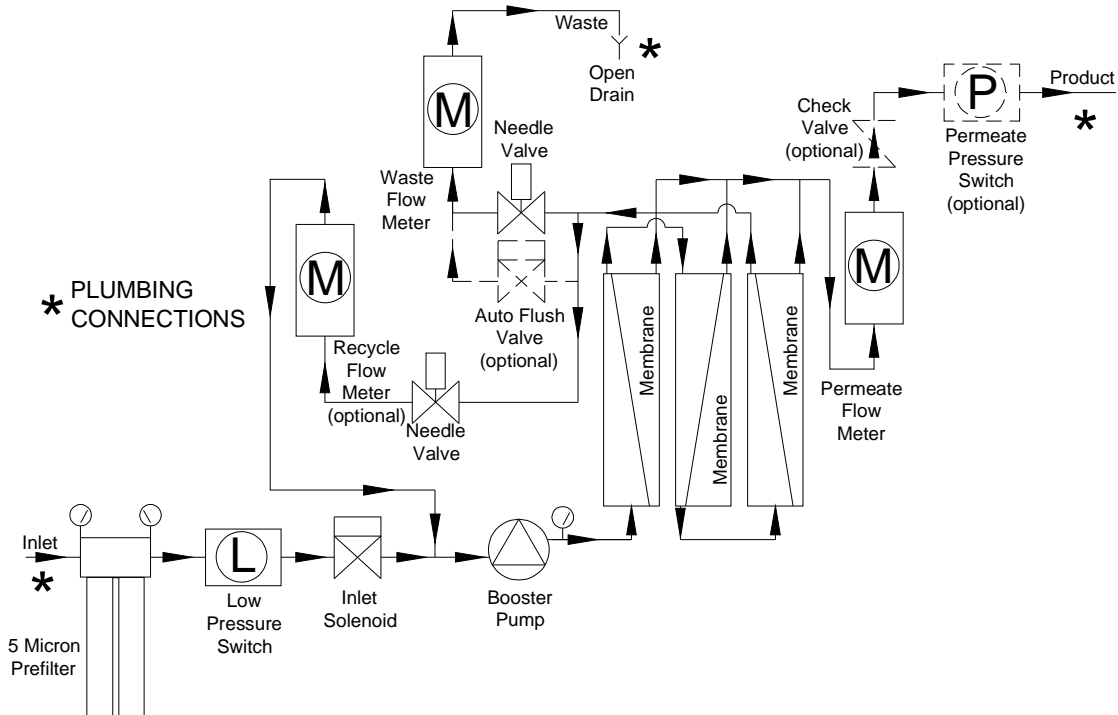 Waste
*
Open
Drain
M
Needle
Valve
Waste
Flow
Meter
P
Product
*
Check
Valve
(optional)
Permeate
Pressure
Switch
(optional)
M
M
* PLUMBING
CONNECTIONS
Auto Flush
Valve
(optional)
Recycle
Flow
Meter
(optional)
Needle
Valve
Membrane
Membrane
Membrane
Permeate
Flow
Meter
Inlet
*
L
Low
Pressure
Switch
Inlet
Solenoid
Booster
Pump
5 Micron
Prefilter